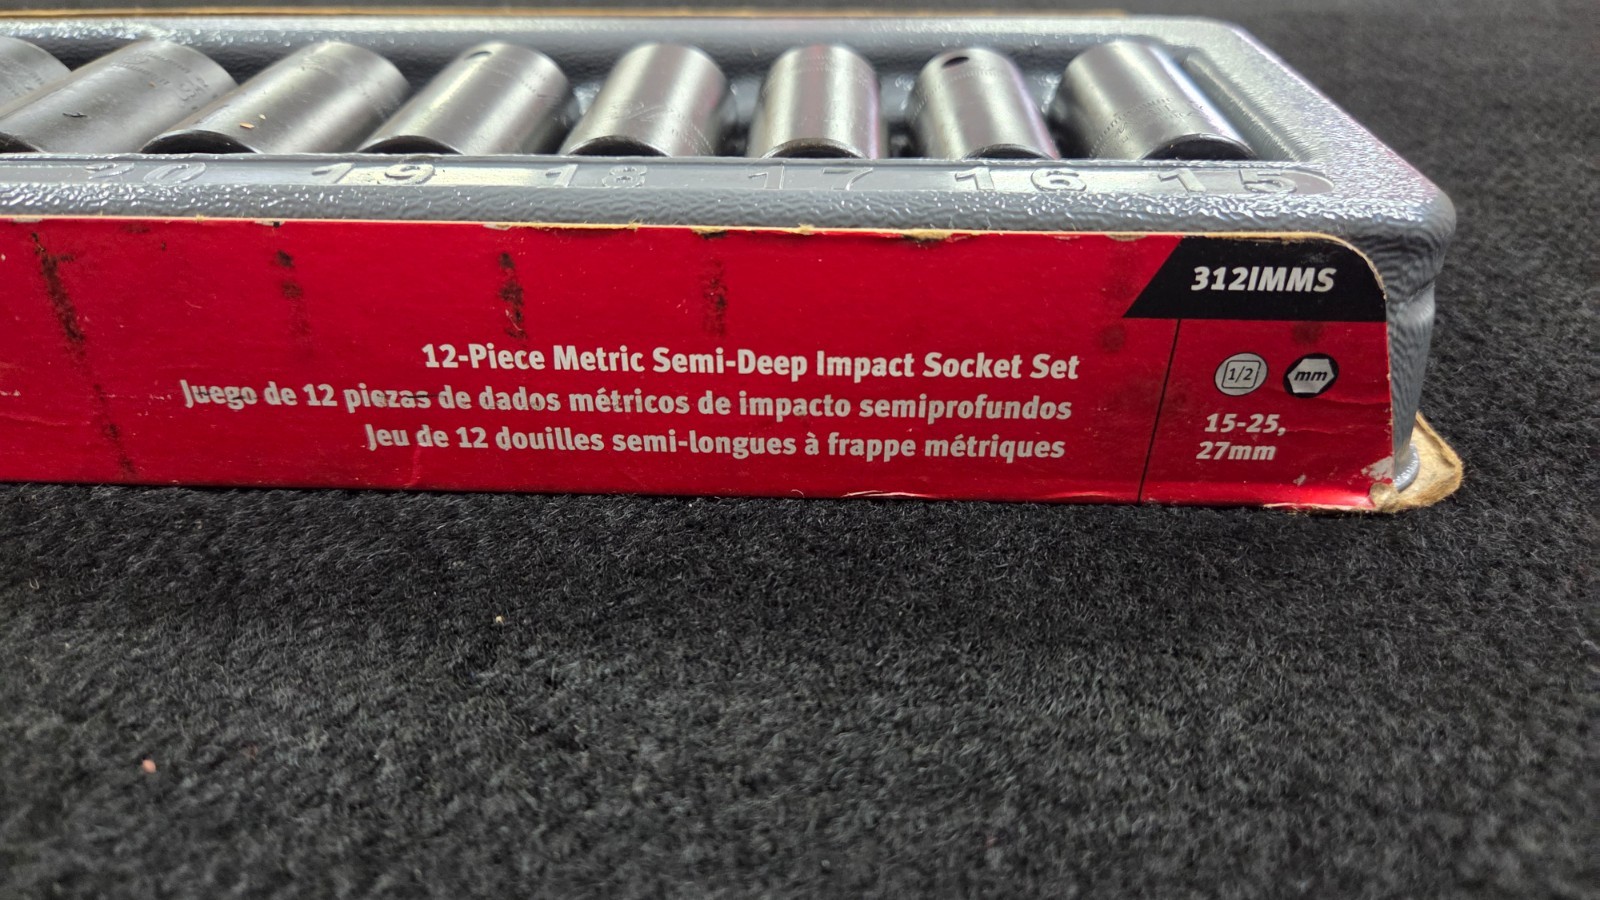 20 19 18 17 16 15
312IMMS
12-Piece Metric Semi-Deep Impact Socket Set
Juego de 12 piezas de dados métricos de impacto semiprofundos
Jeu de 12 douilles semi-longues à frappe métriques
1/2 mm
15-25,
27mm